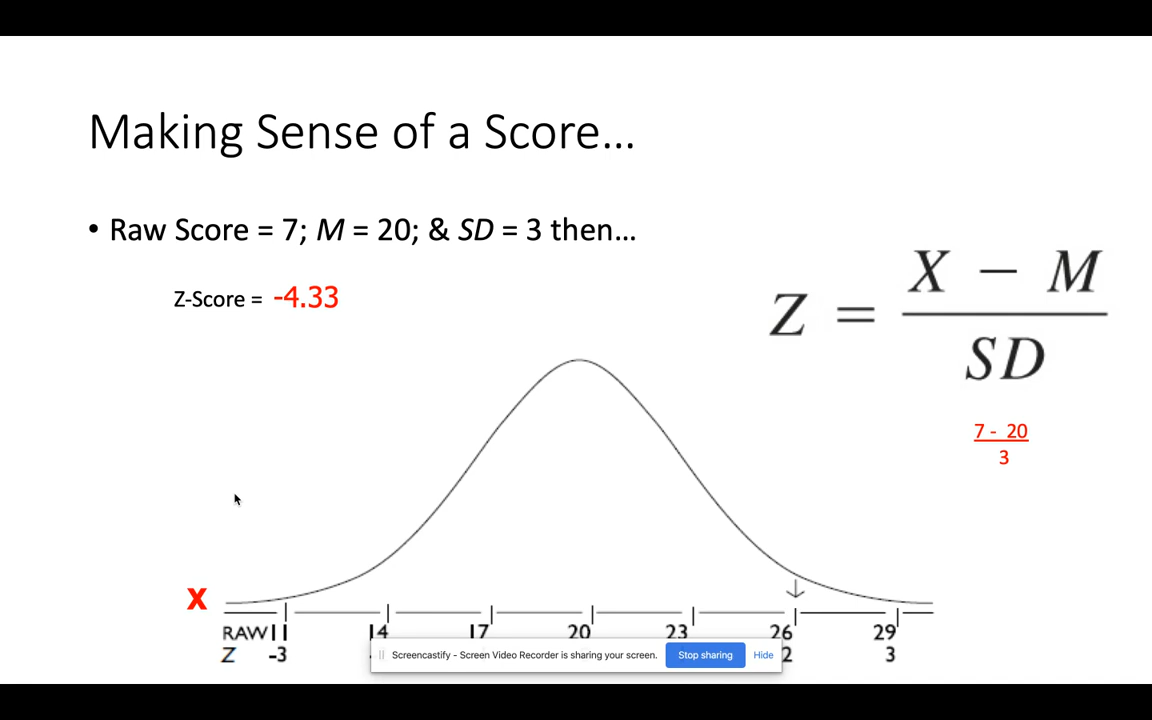 Making Sense of a Score...
• Raw Score = 7; M = 20; & SD = 3 then...
Z-Score = -4.33
Z = X − M
SD
7 - 20
3
X
RAW 11 14 17 20 23 26 29
Z -3 2 3
Screencastify - Screen Video Recorder is sharing your screen. Stop sharing Hide